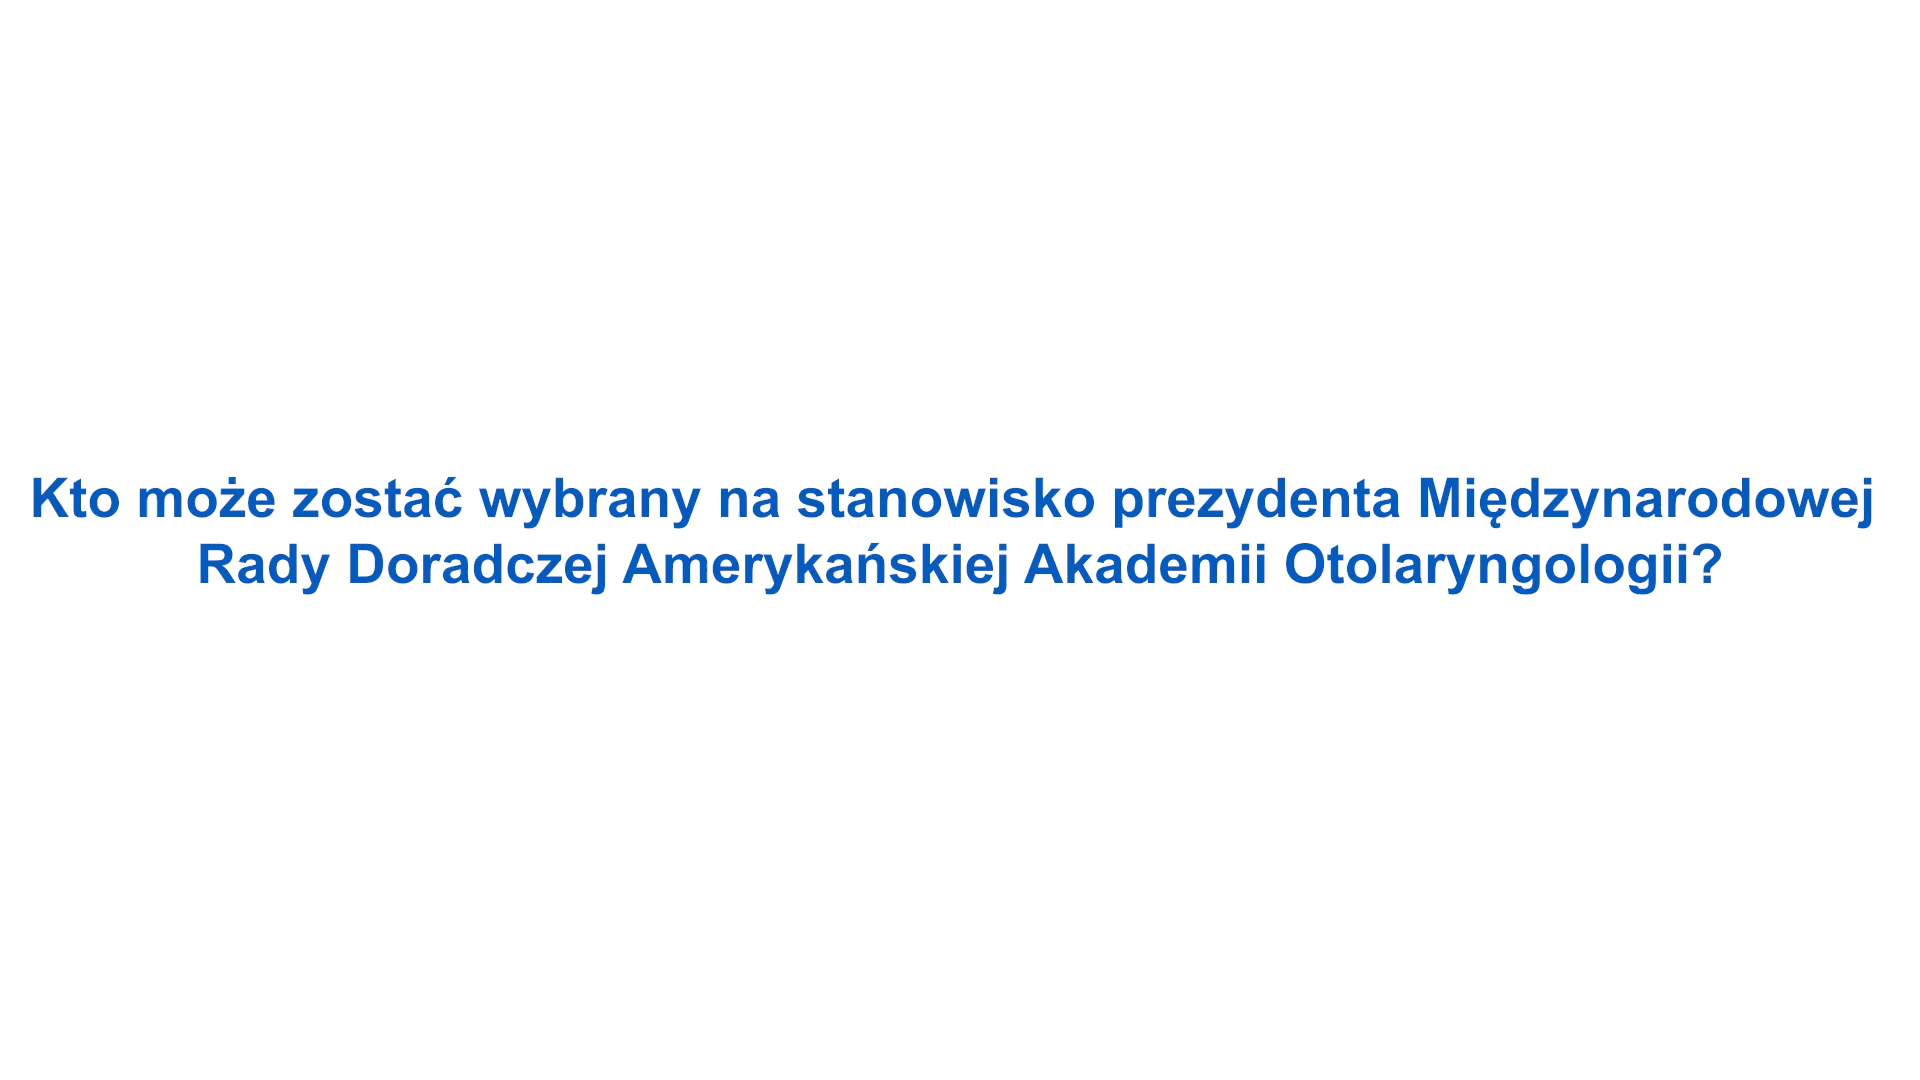 Kto może zostać wybrany na stanowisko prezydenta Międzynarodowej
Rady Doradczej Amerykańskiej Akademii Otolaryngologii?